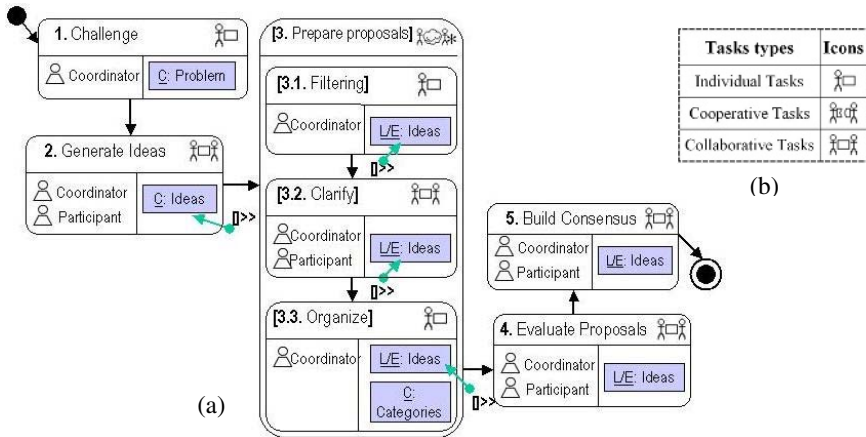 1. Challenge
Coordinator
C: Problem
2. Generate Ideas
Coordinator
Participant
C: Ideas
[]>>
[3. Prepare proposals]
[3.1. Filtering]
Coordinator
L/E: Ideas
[]>>
[3.2. Clarify]
Coordinator
Participant
L/E: Ideas
[]>>
[3.3. Organize]
Coordinator
L/E: Ideas
C:
Categories
[]>>
4. Evaluate Proposals
Coordinator
Participant
L/E: Ideas
5. Build Consensus
Coordinator
Participant
L/E: Ideas
(a)
Tasks types Icons
Individual Tasks
Cooperative Tasks
Collaborative Tasks
(b)